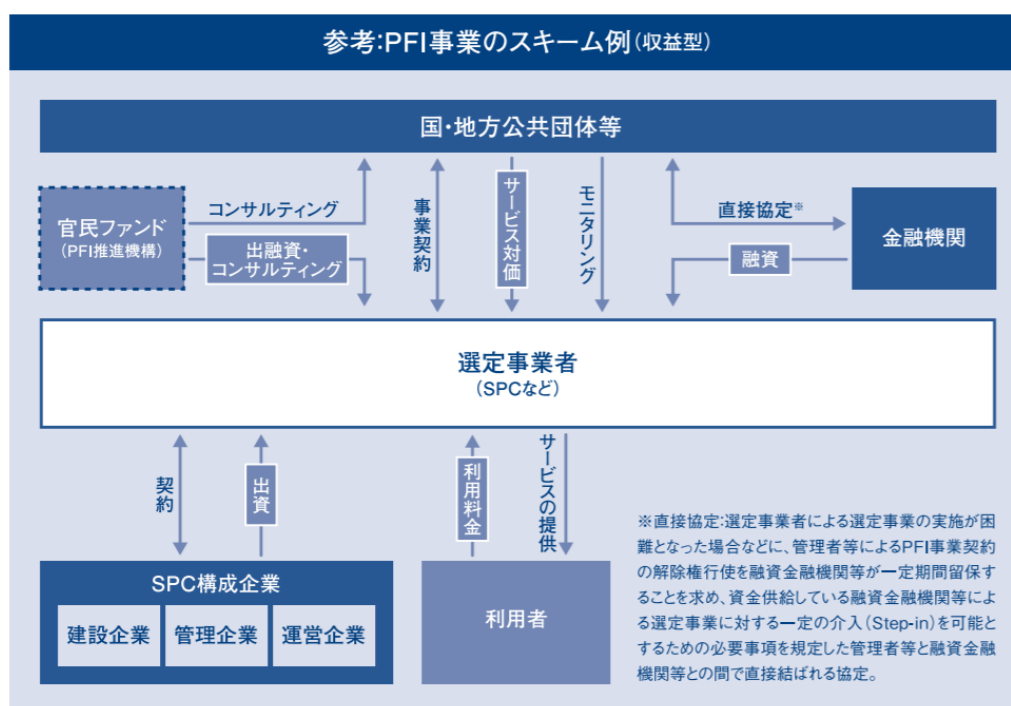 参考:PFI事業のスキーム例(収益型)
国・地方公共団体等
官民ファンド
(PFI推進機構)
コンサルティング
出融資・
コンサルティング
事業契約
サービス対価
モニタリング
直接協定※
融資
金融機関
選定事業者
(SPCなど)
契約
出資
利用料金
サービスの提供
SPC構成企業
建設企業
管理企業
運営企業
利用者
※直接協定:選定事業者による選定事業の実施が困
難となった場合などに、管理者等によるPFI事業契約
の解除権行使を融資金融機関等が一定期間留保す
ることを求め、資金供給している融資金融機関等によ
る選定事業に対する一定の介入(Step-in)を可能と
するための必要事項を規定した管理者等と融資金融
機関等との間で直接結ばれる協定。